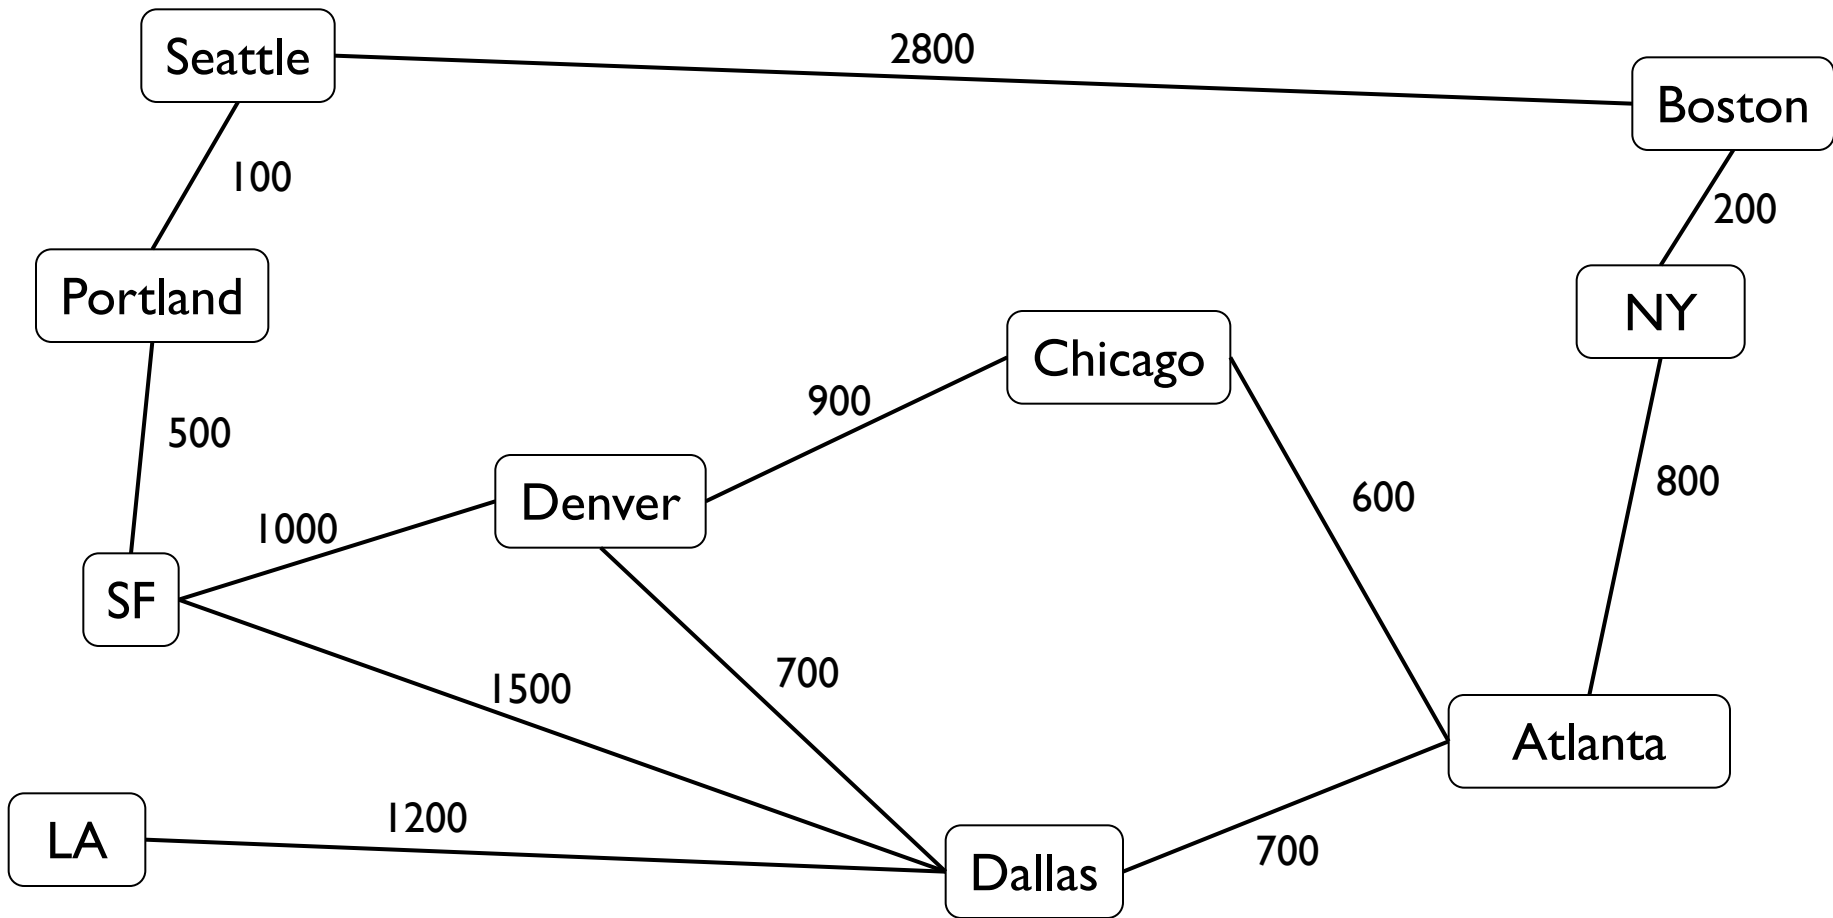 Seattle
2800
Boston
100
200
Portland
NY
Chicago
900
500
Denver
600
800
1000
SF
700
1500
Atlanta
LA
1200
700
Dallas